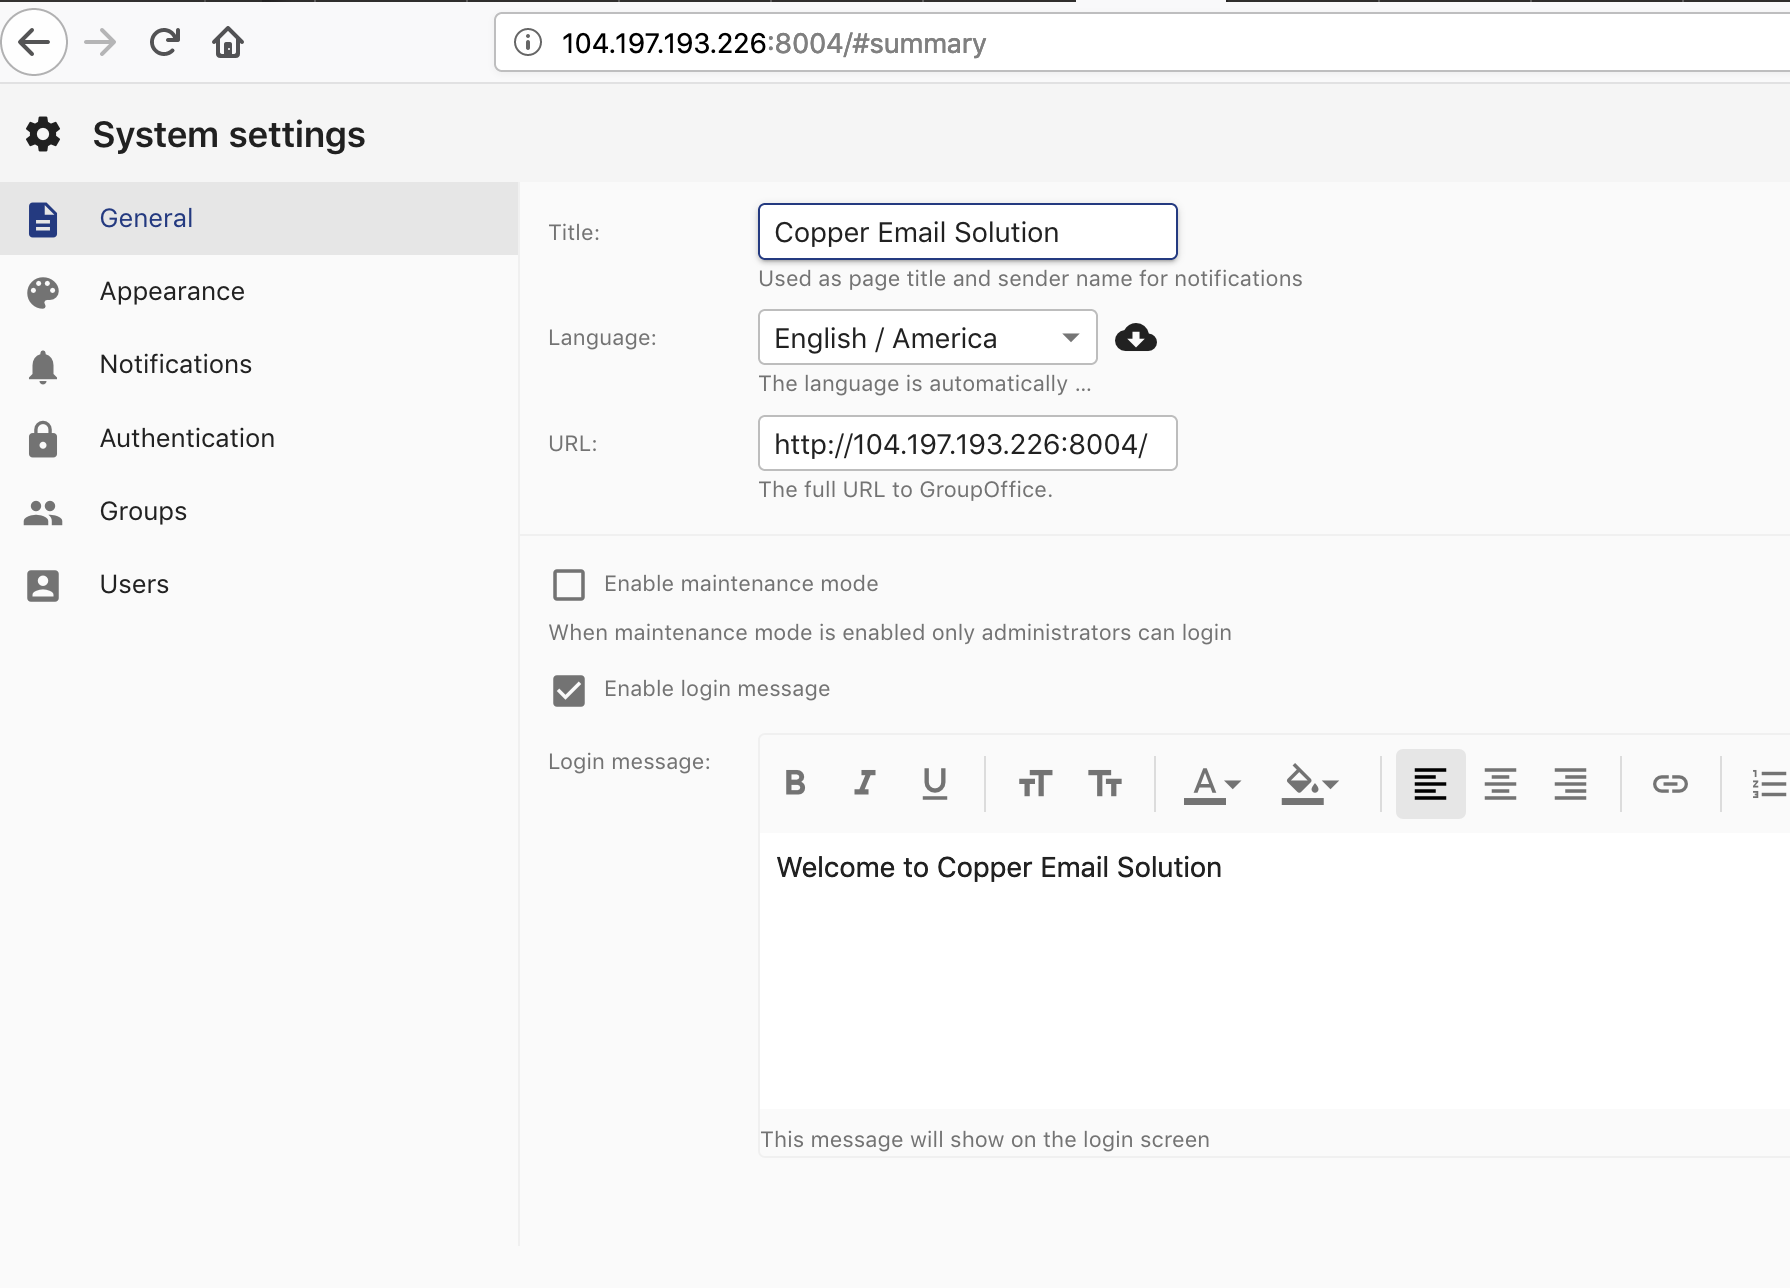 104.197.193.226:8004/#summary
System settings
General
Appearance
Notifications
Authentication
Groups
Users
Title:
Copper Email Solution
Used as page title and sender name for notifications
Language:
English / America
The language is automatically ...
URL:
http://104.197.193.226:8004/
The full URL to GroupOffice.
Enable maintenance mode
When maintenance mode is enabled only administrators can login
Enable login message
Login message:
Welcome to Copper Email Solution
This message will show on the login screen